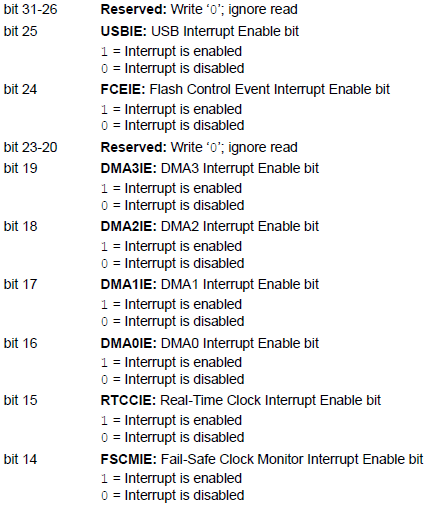 bit 31-26 Reserved: Write ‘0’; ignore read
bit 25 USBIE: USB Interrupt Enable bit
1 = Interrupt is enabled
0 = Interrupt is disabled
bit 24 FCEIE: Flash Control Event Interrupt Enable bit
1 = Interrupt is enabled
0 = Interrupt is disabled
bit 23-20 Reserved: Write ‘0’; ignore read
bit 19 DMA3IE: DMA3 Interrupt Enable bit
1 = Interrupt is enabled
0 = Interrupt is disabled
bit 18 DMA2IE: DMA2 Interrupt Enable bit
1 = Interrupt is enabled
0 = Interrupt is disabled
bit 17 DMA1IE: DMA1 Interrupt Enable bit
1 = Interrupt is enabled
0 = Interrupt is disabled
bit 16 DMA0IE: DMA0 Interrupt Enable bit
1 = Interrupt is enabled
0 = Interrupt is disabled
bit 15 RTCCIE: Real-Time Clock Interrupt Enable bit
1 = Interrupt is enabled
0 = Interrupt is disabled
bit 14 FSCMIE: Fail-Safe Clock Monitor Interrupt Enable bit
1 = Interrupt is enabled
0 = Interrupt is disabled